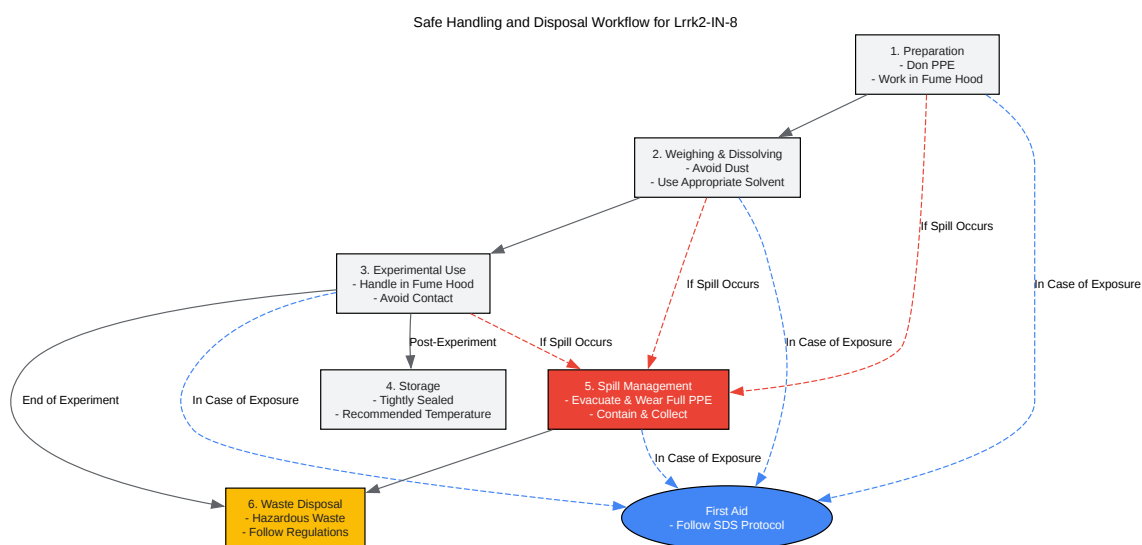 Safe Handling and Disposal Workflow for Lrrk2-IN-8
1. Preparation
- Don PPE
- Work in Fume Hood
2. Weighing & Dissolving
- Avoid Dust
- Use Appropriate Solvent
If Spill Occurs
3. Experimental Use
- Handle in Fume Hood
- Avoid Contact
If Spill Occurs
In Case of Exposure
Post-Experiment
If Spill Occurs
In Case of Exposure
4. Storage
- Tightly Sealed
- Recommended Temperature
5. Spill Management
- Evacuate & Wear Full PPE
- Contain & Collect
End of Experiment
In Case of Exposure
In Case of Exposure
6. Waste Disposal
- Hazardous Waste
- Follow Regulations
First Aid
- Follow SDS Protocol